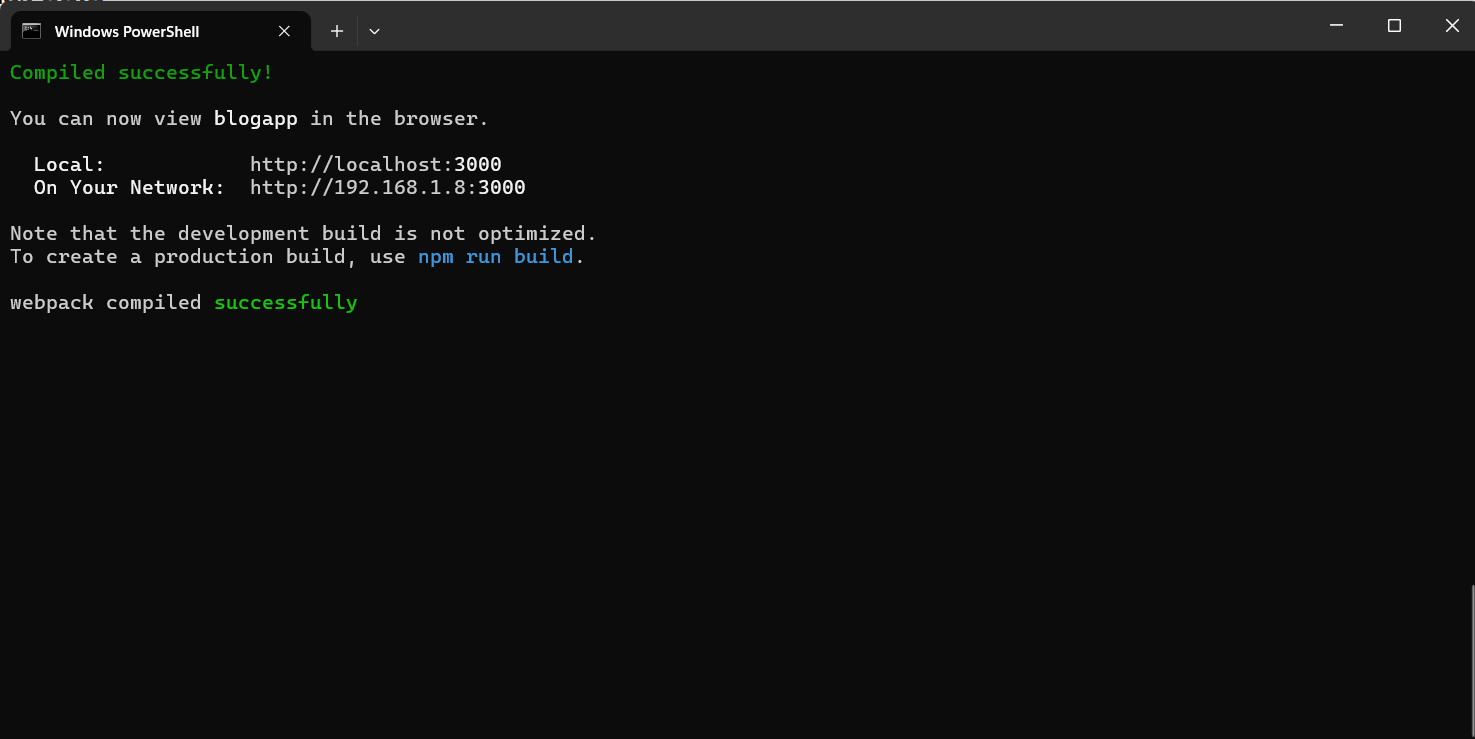 Windows PowerShell
Compiled successfully!
You can now view blogapp in the browser.
Local: http://localhost:3000
On Your Network: http://192.168.1.8:3000
Note that the development build is not optimized.
To create a production build, use npm run build.
webpack compiled successfully